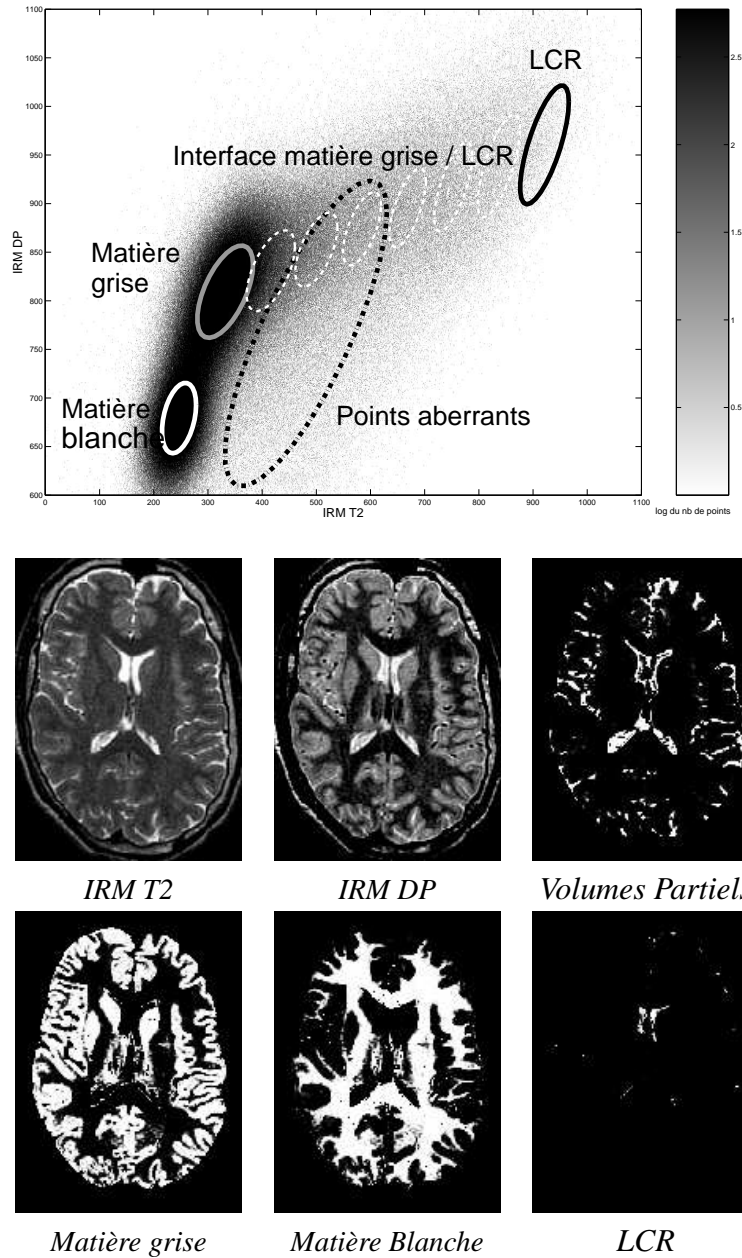 1100
1050
1000
950
900
850
800
750
700
650
600
IRM DP
0 100 200 300 400 500 600 700 800 900 1000 1100
IRM T2
LCR
Interface matière grise / LCR
Matière
grise
Matière
blanche
Points aberrants
2.5
2
1.5
1
0.5
log du nb de points
IRM T2 IRM DP Volumes Partiels
Matière grise Matière Blanche LCR